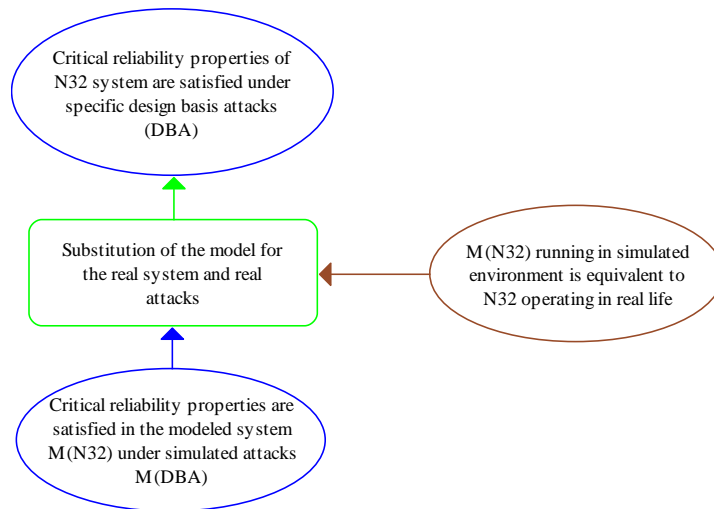 Critical reliability properties of
N32 system are satisfied under
specific design basis attacks
(DBA)
Substitution of the model for
the real system and real
attacks
M(N32) running in simulated
environment is equivalent to
N32 operating in real life
Critical reliability properties are
satisfied in the modeled system
M(N32) under simulated attacks
M(DBA)